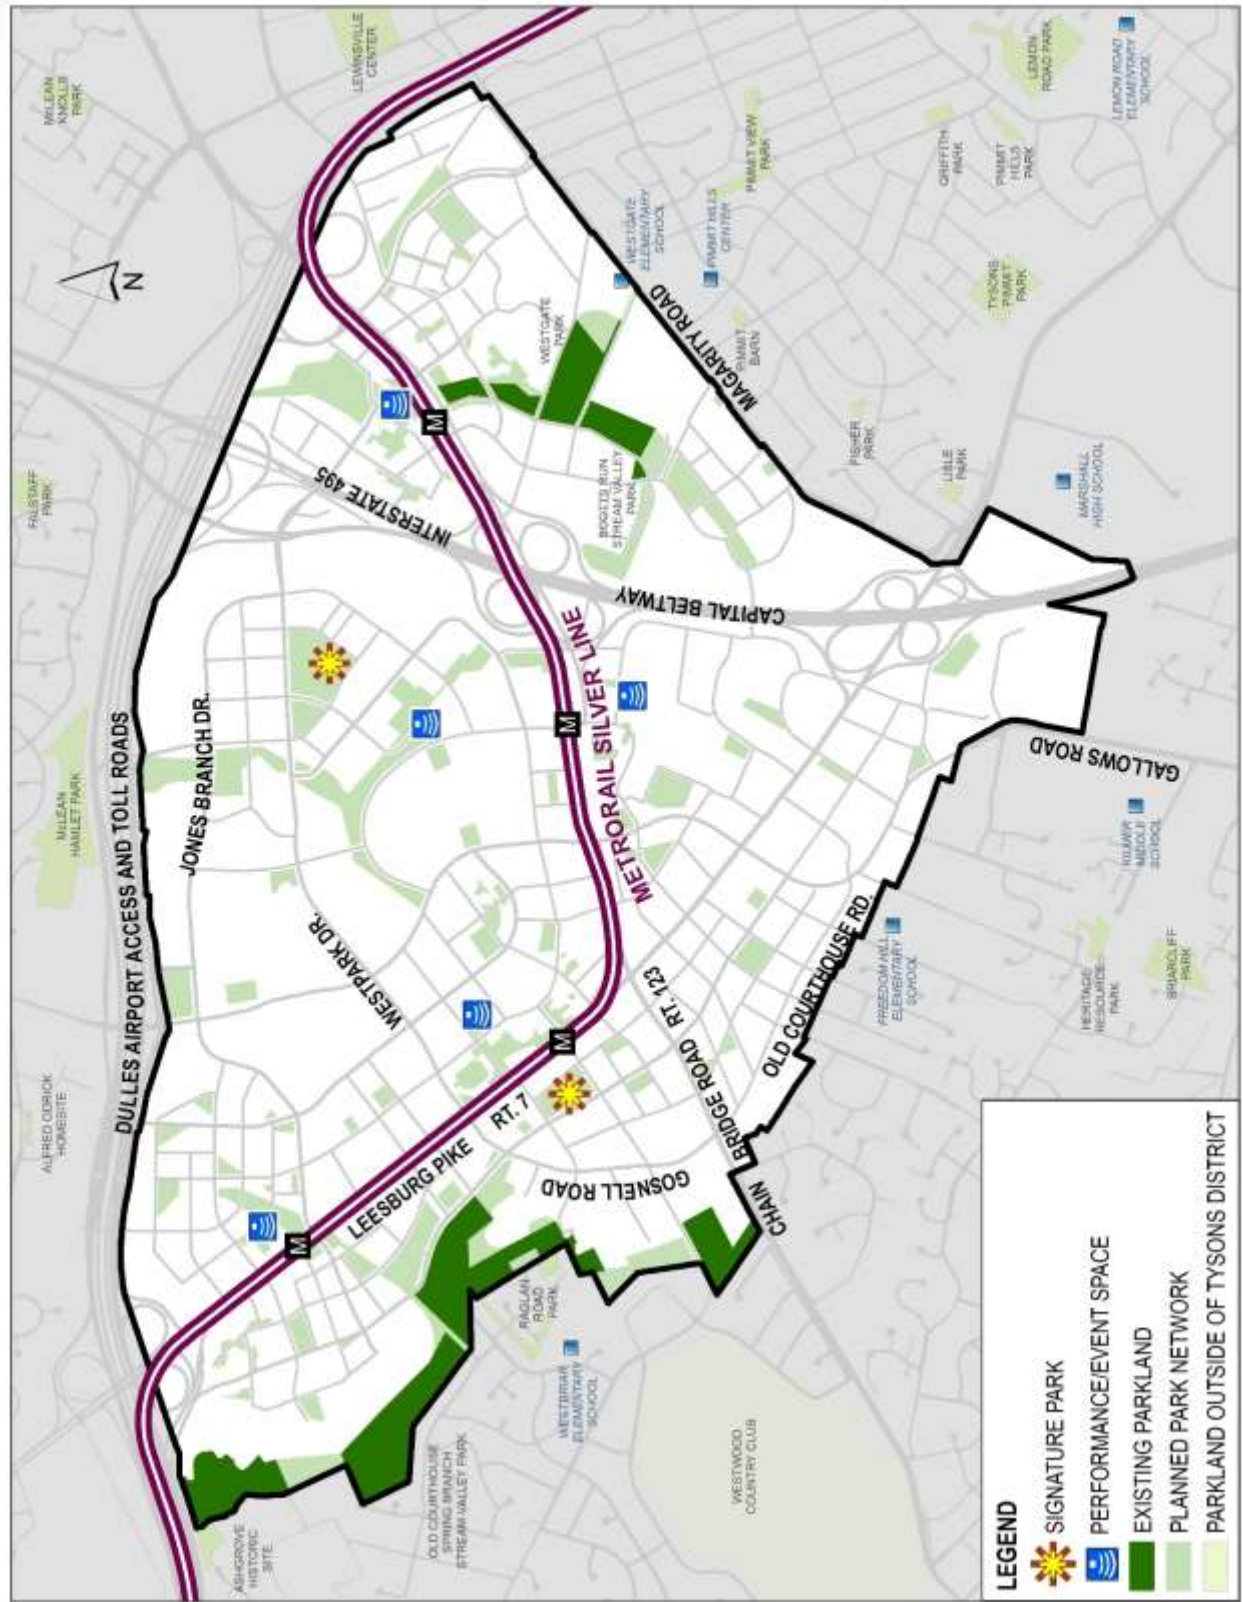 McLEAN
KNOLLS
PARK
LEWINSVILLE
CENTER
LEMON
ROAD PARK
LEMON ROAD
ELEMENTARY
SCHOOL
N
PIMMIT VIEW
PARK
GRIFFITH
PARK
PIMMIT
HILLS
PARK
WESTGATE
ELEMENTARY
SCHOOL
PIMMIT HILLS
CENTER
TYSONS-
PIMMIT
PARK
WESTGATE
PARK
MAGARITY ROAD
PIMMIT
BARN
M
FISHER
PARK
LISLE
PARK
MARSHALL
HIGH SCHOOL
FALSTAFF
PARK
INTERSTATE 495
STREAM VALLEY
PARK
CAPITAL BELTWAY
McLEAN
HAMLET PARK
DULLES AIRPORT ACCESS AND TOLL ROADS
JONES BRANCH DR.
M
METRORAIL SILVER LINE
GALLOWS ROAD
KILMER
MIDDLE
SCHOOL
WESTPARK DR.
OLD COURTHOUSE RD.
FREEDOM HILL
ELEMENTARY
SCHOOL
HERITAGE
RESOURCE
PARK
BRIARCLIFF
PARK
ALFRED ODRICK
HOMESITE
M
LEESBURG PIKE RT. 7
CHAIN BRIDGE ROAD RT. 123
GOSNELL ROAD
M
RAGLAN
ROAD
PARK
WESTBRIAR
ELEMENTARY
SCHOOL
ASHGROVE
HISTORIC
SITE
OLD COURTHOUSE
SPRING BRANCH
STREAM VALLEY PARK
WESTWOOD
COUNTRY CLUB
LEGEND
SIGNATURE PARK
PERFORMANCE/EVENT SPACE
EXISTING PARKLAND
PLANNED PARK NETWORK
PARKLAND OUTSIDE OF TYSONS DISTRICT